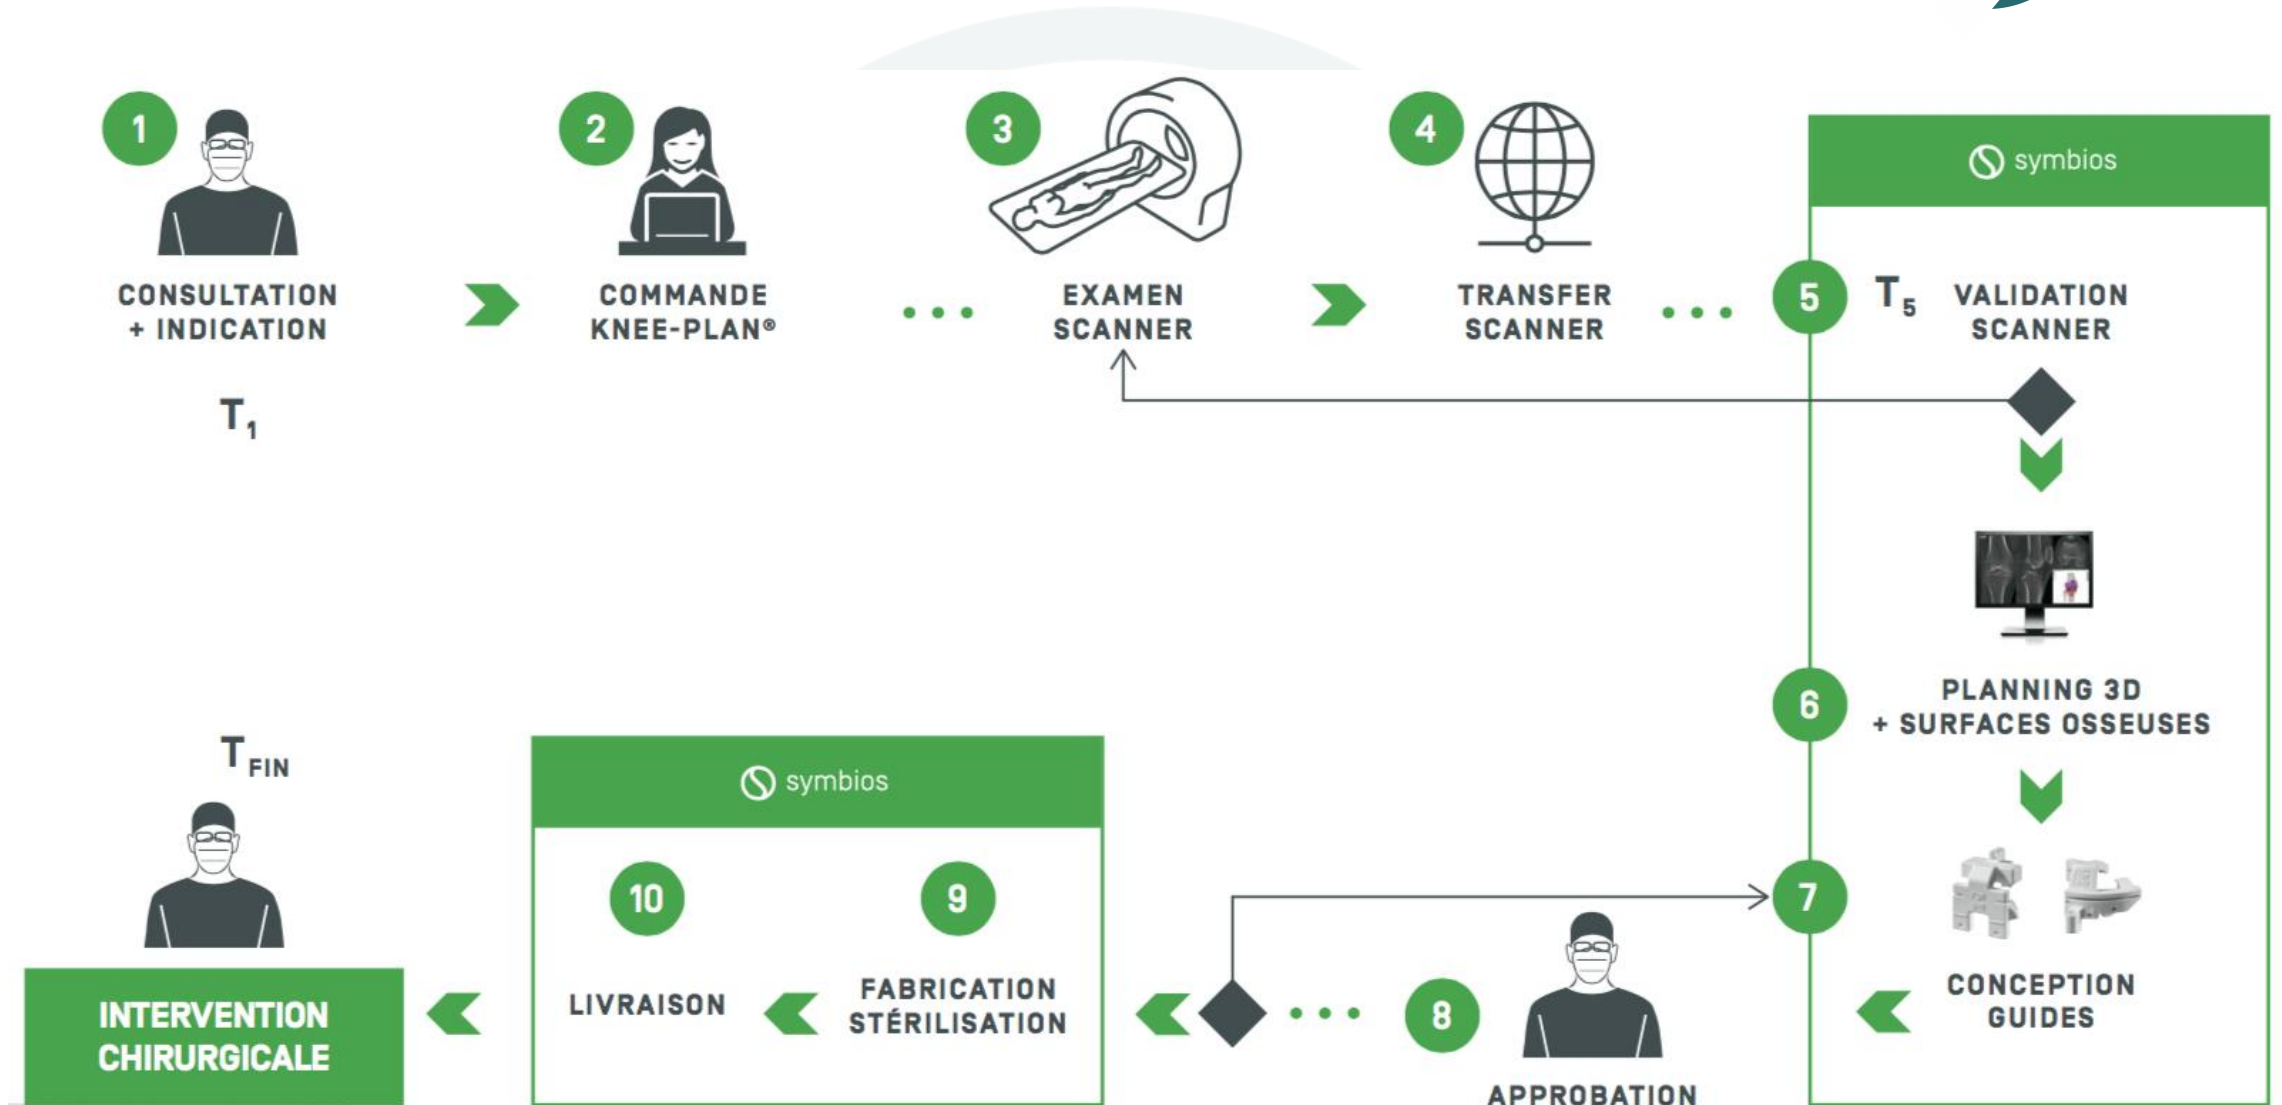 1
CONSULTATION
+ INDICATION
T1
2
COMMANDE
KNEE-PLAN®
3
EXAMEN
SCANNER
4
TRANSFER
SCANNER
symbios
5
T5
VALIDATION
SCANNER
6
PLANNING 3D
+ SURFACES OSSEUSES
7
CONCEPTION
GUIDES
8
APPROBATION
symbios
9
FABRICATION
STÉRILISATION
10
LIVRAISON
TFIN
INTERVENTION
CHIRURGICALE